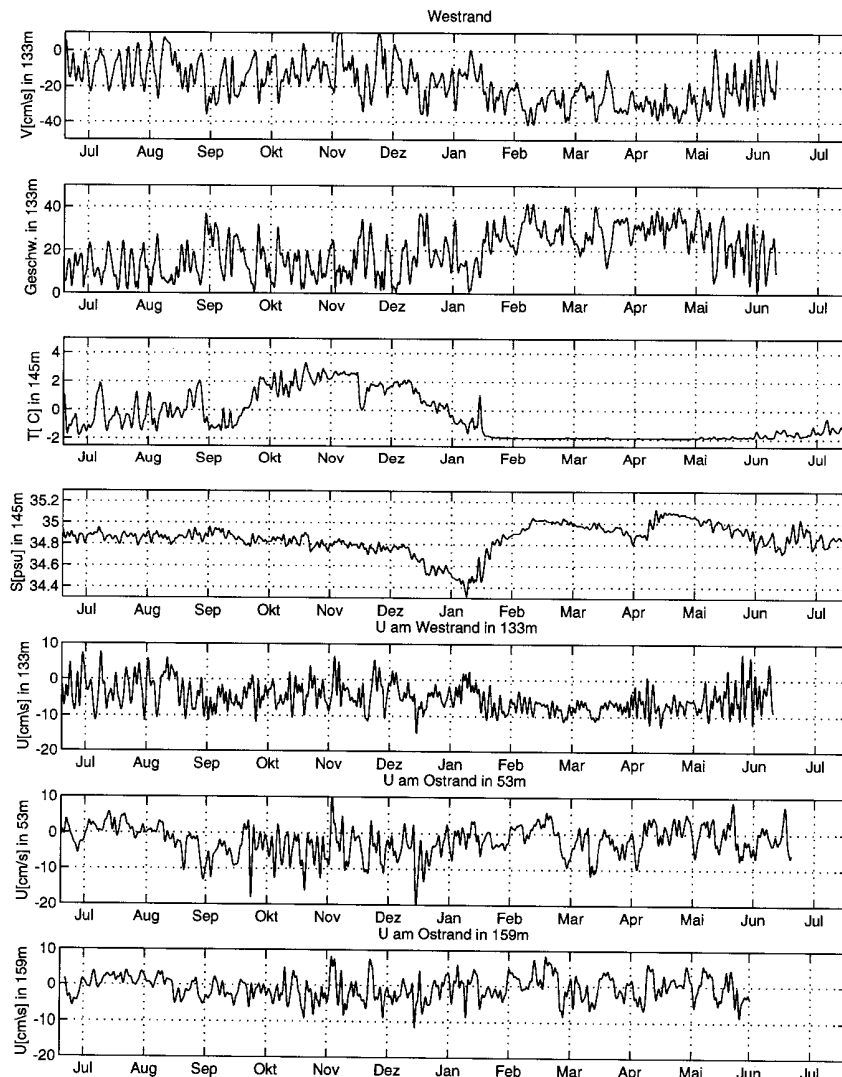 Westrand
V[cm\s] in 133m
0
-20
-40
Jul Aug Sep Okt Nov Dez Jan Feb Mar Apr Mai Jun Jul
Geschw. in 133m
40
20
0
Jul Aug Sep Okt Nov Dez Jan Feb Mar Apr Mai Jun Jul
T[ C] in 145m
4
2
0
-2
Jul Aug Sep Okt Nov Dez Jan Feb Mar Apr Mai Jun Jul
S[psu] in 145m
35.2
35
34.8
34.6
34.4
Jul Aug Sep Okt Nov Dez Jan Feb Mar Apr Mai Jun Jul
U am Westrand in 133m
U[cm\s] in 133m
10
0
-10
-20
Jul Aug Sep Okt Nov Dez Jan Feb Mar Apr Mai Jun Jul
U am Ostrand in 53m
U[cm/s] in 53m
10
0
-10
-20
Jul Aug Sep Okt Nov Dez Jan Feb Mar Apr Mai Jun Jul
U am Ostrand in 159m
U[cm\s] in 159m
10
0
-10
-20
Jul Aug Sep Okt Nov Dez Jan Feb Mar Apr Mai Jun Jul